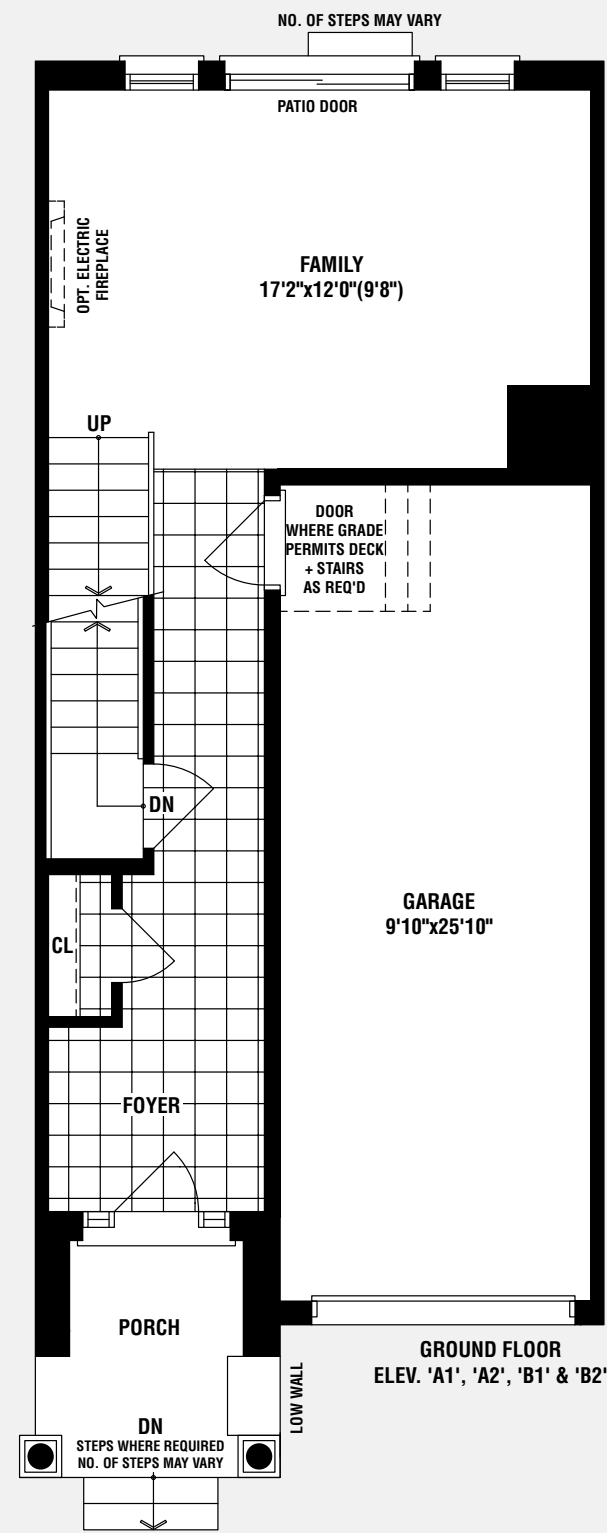 NO. OF STEPS MAY VARY
PATIO DOOR
OPT. ELECTRIC
FIREPLACE
FAMILY
17'2"x12'0"(9'8")
UP
DOOR
WHERE GRADE
PERMITS DECK
+ STAIRS
AS REQ'D
DN
CL
GARAGE
9'10"x25'10"
FOYER
PORCH
LOW WALL
GROUND FLOOR
ELEV. 'A1', 'A2', 'B1' & 'B2'
DN
STEPS WHERE REQUIRED
NO. OF STEPS MAY VARY